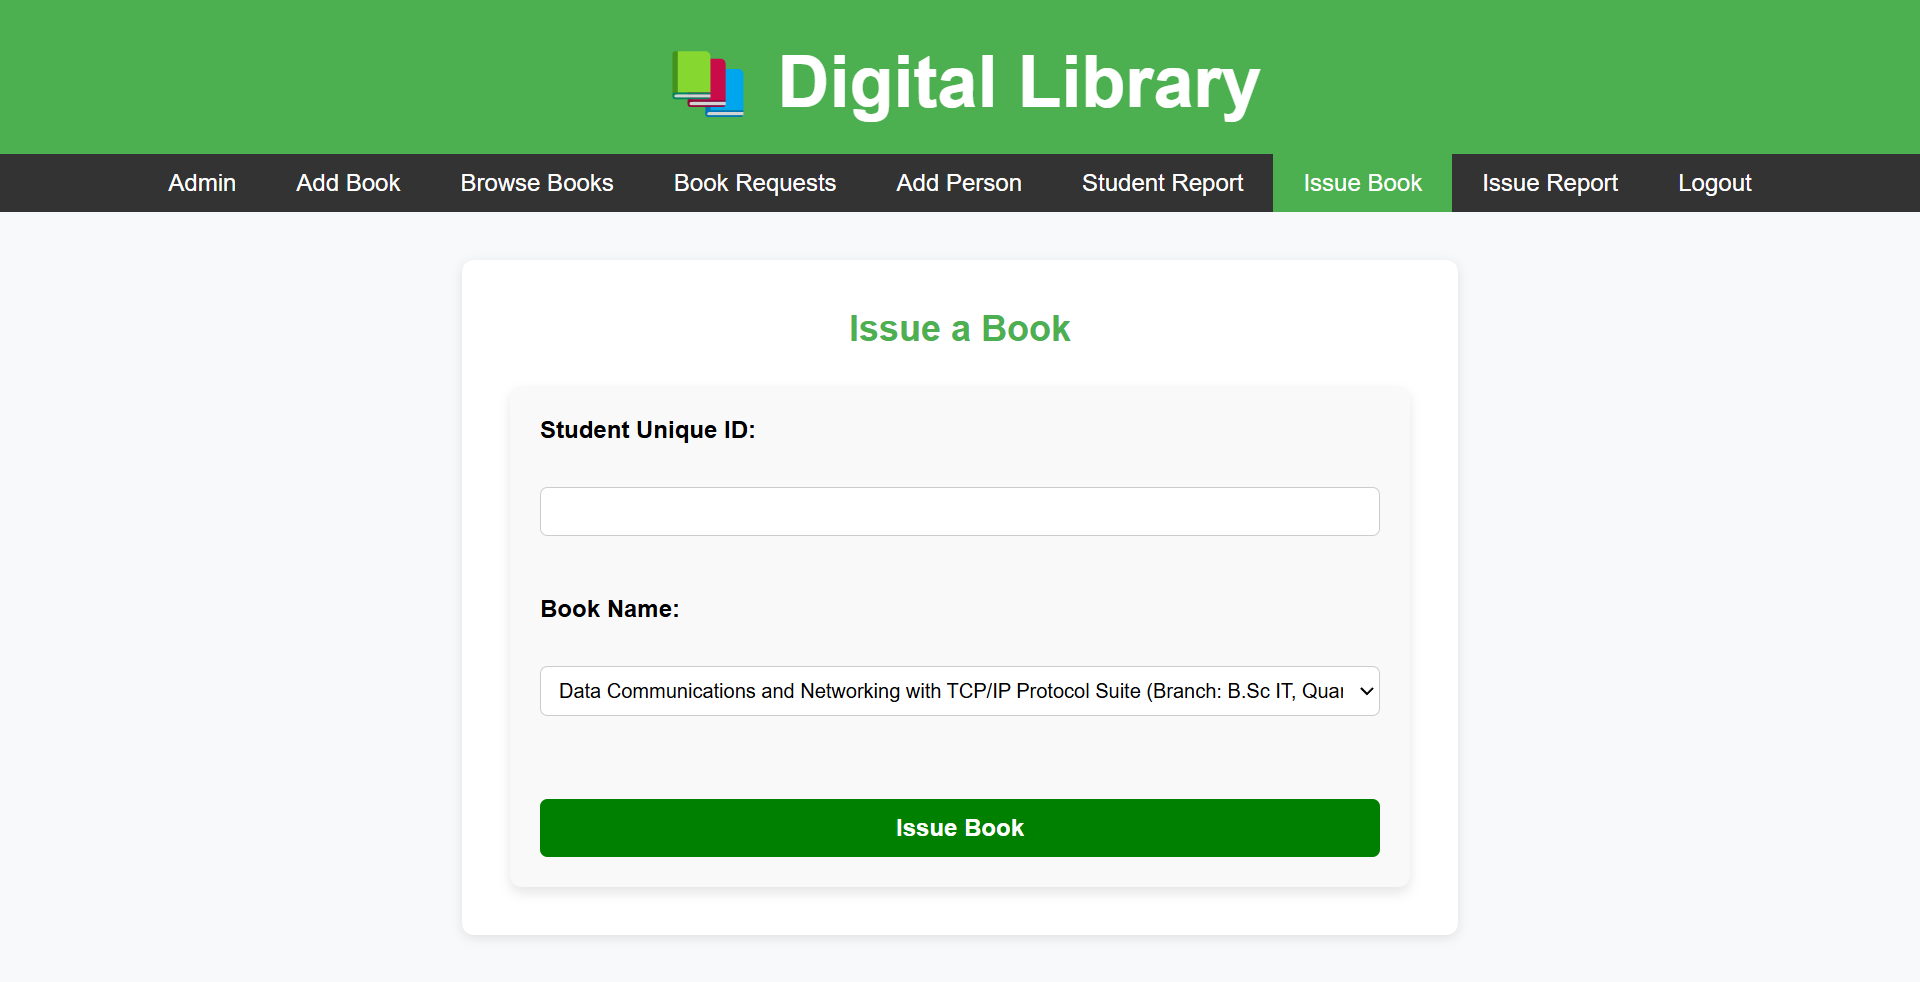 Digital Library
Admin Add Book Browse Books Book Requests Add Person Student Report Issue Book Issue Report Logout
Issue a Book
Student Unique ID:
Book Name:
Data Communications and Networking with TCP/IP Protocol Suite (Branch: B.Sc IT,
Issue Book